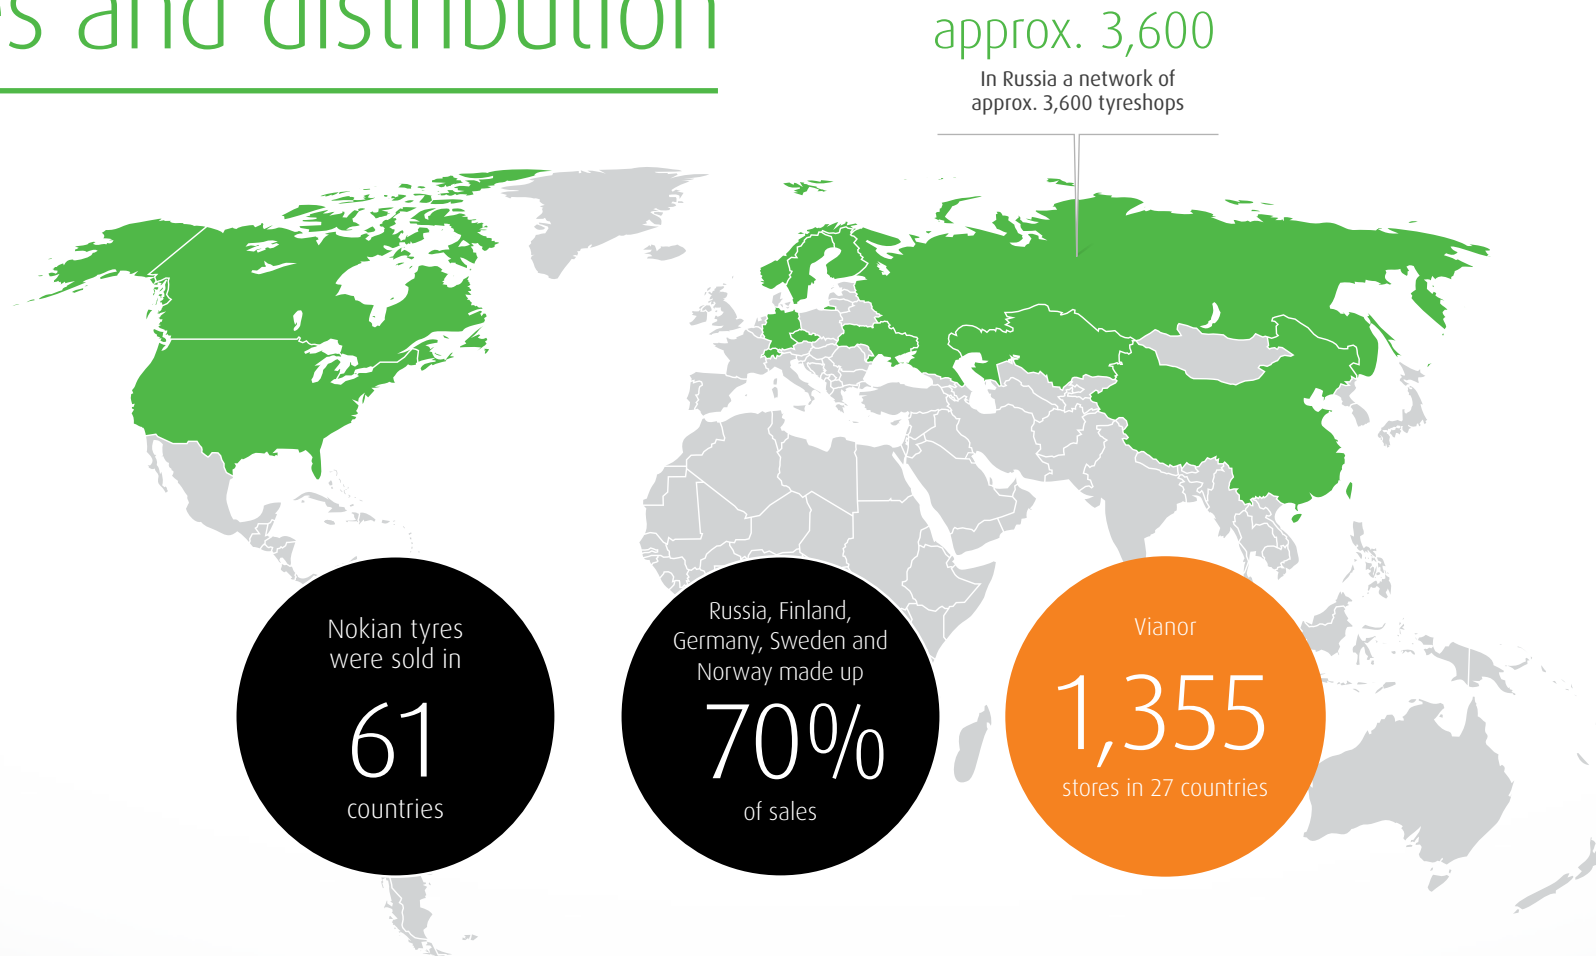 es and distribution
approx. 3,600
In Russia a network of
approx. 3,600 tyreshops
Nokian tyres
were sold in
61
countries
Russia, Finland,
Germany, Sweden and
Norway made up
70%
of sales
Vianor
1,355
stores in 27 countries